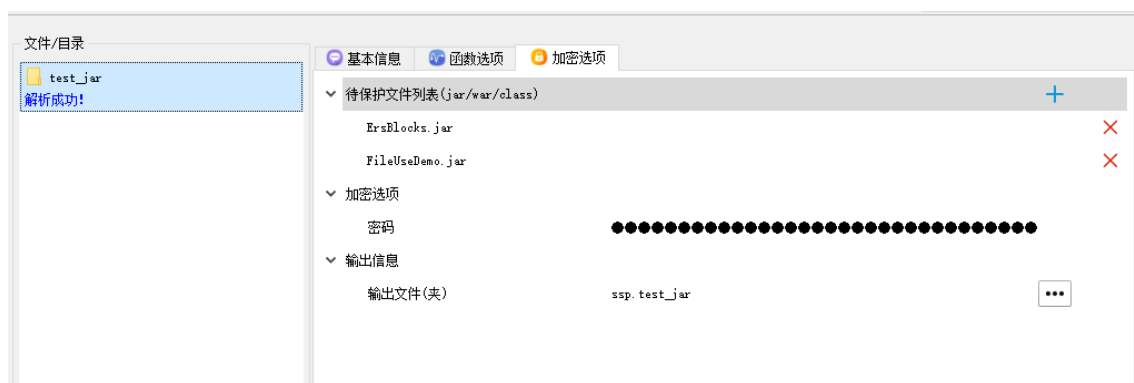 文件/目录
test_jar
解析成功!
基本信息 函数选项 加密选项
待保护文件列表(jar/war/class)
ErsBlocks.jar
FileUseDemo.jar
加密选项
密码 ●●●●●●●●●●●●●●●●●●●●●●●●●●●●●●●●
输出信息
输出文件(夹) ssp.test_jar